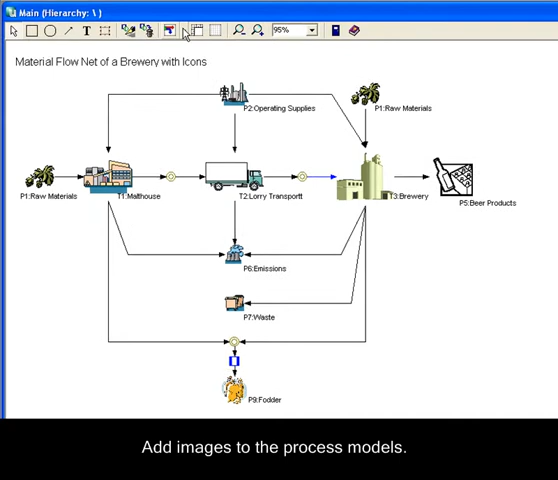 Main (Hierarchy: \ )
T
95%
Material Flow Net of a Brewery with Icons
P2:Operating Supplies
P1:Raw Materials
P1:Raw Materials
T1:Malthouse
T2:Lorry Transportt
T3:Brewery
P5:Beer Products
P6:Emissions
P7:Waste
P9:Fodder
Add images to the process models.